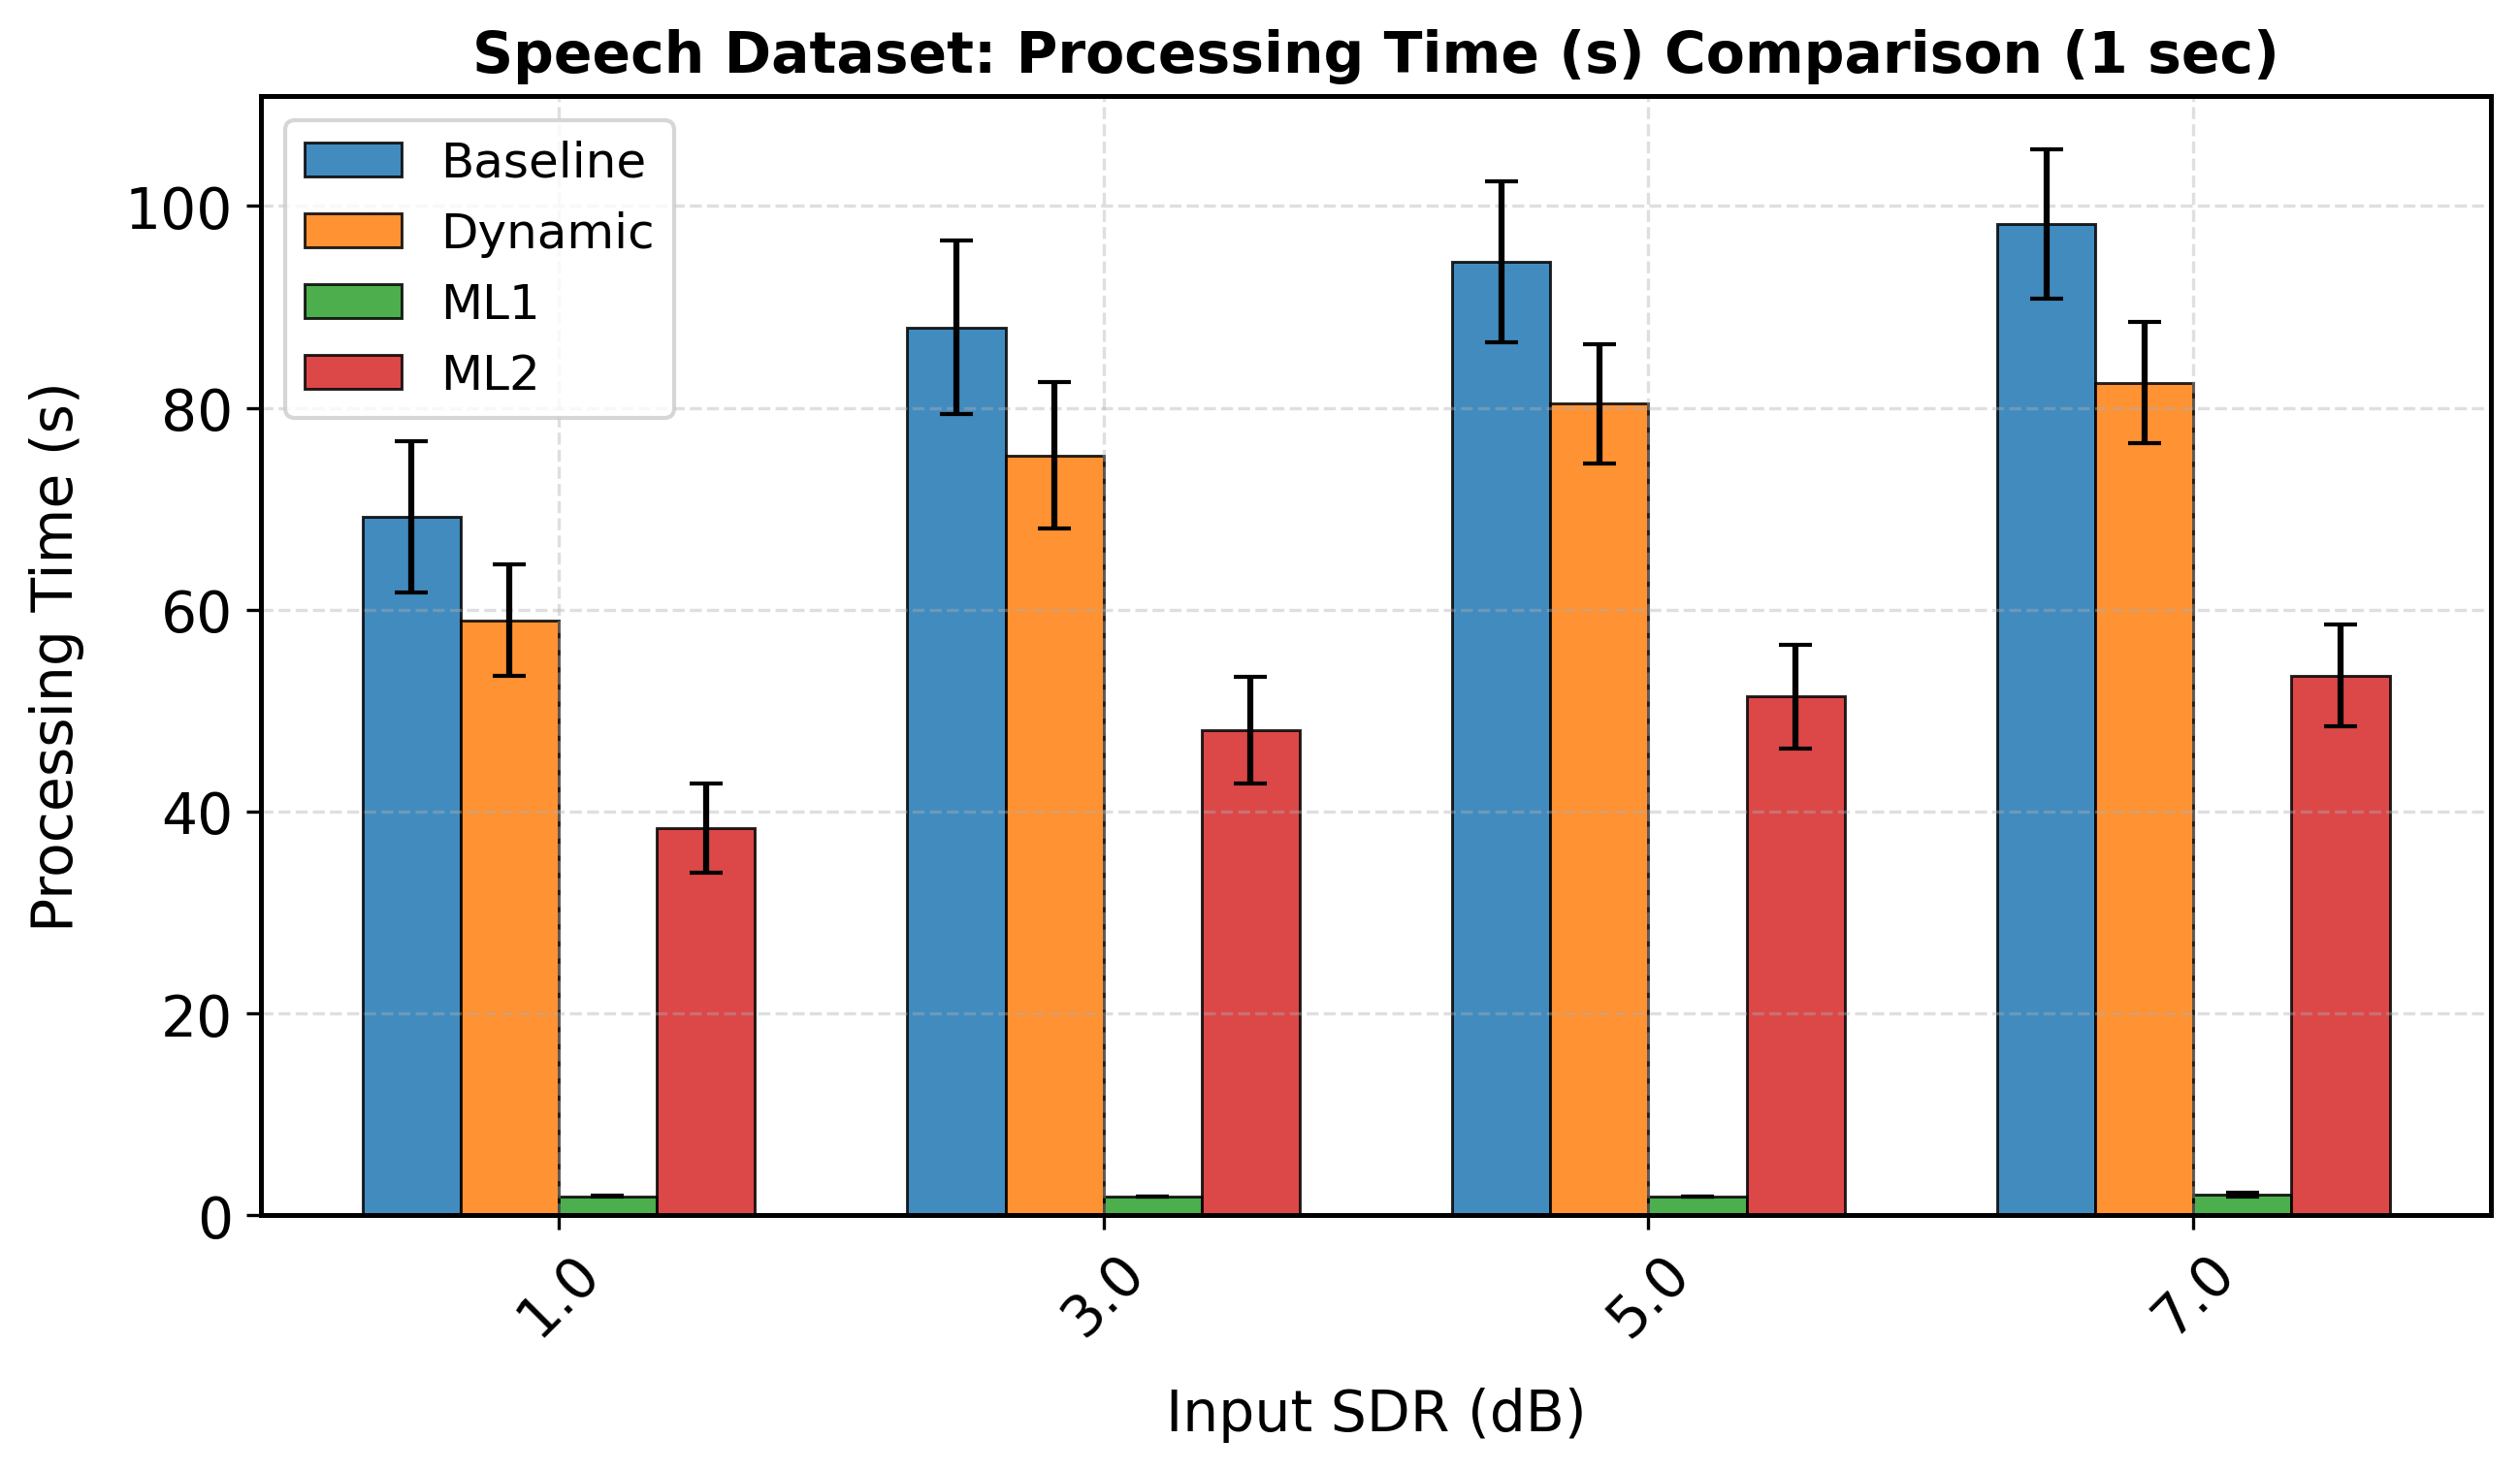 Speech Dataset: Processing Time (s) Comparison (1 sec)
Baseline
Dynamic
ML1
ML2
Processing Time (s)
100
80
60
40
20
0
1.0 3.0 5.0 7.0
Input SDR (dB)